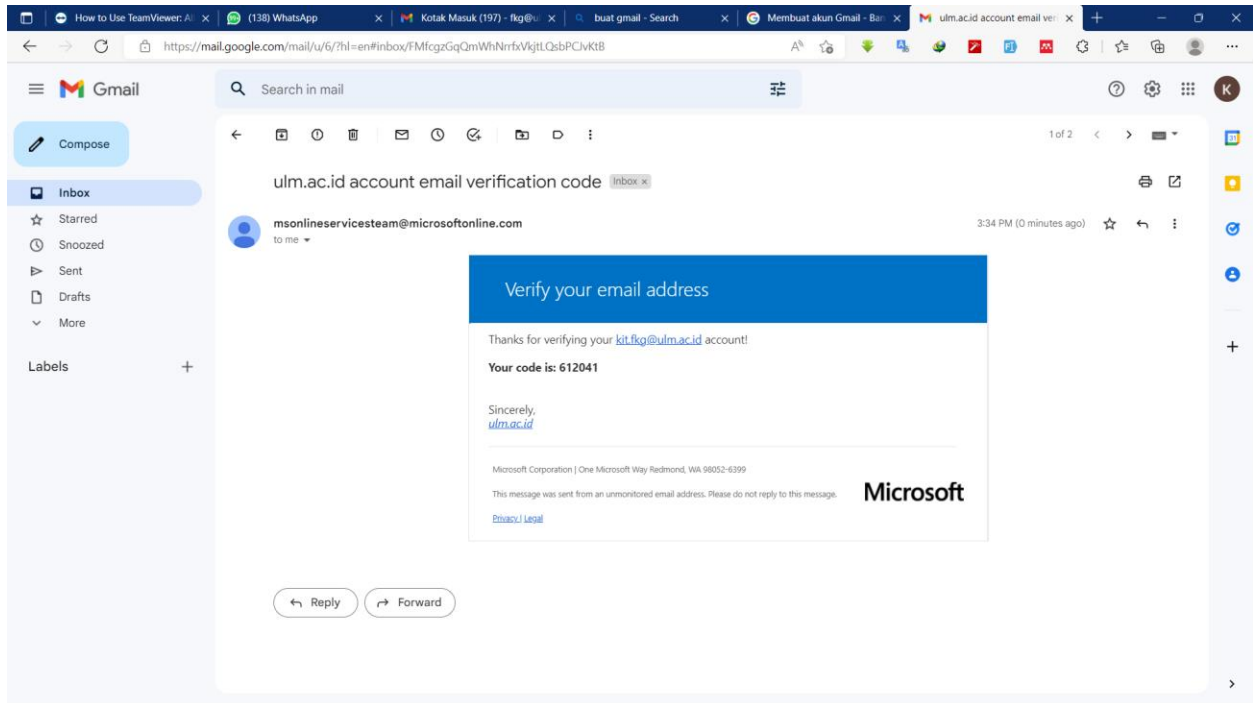 How to Use TeamViewer: Al
(138) WhatsApp
Kotak Masuk (197) - fkg@u
buat gmail - Search
Membuat akun Gmail - Ban
ulm.ac.id account email veri
https://mail.google.com/mail/u/6/?hl=en#inbox/FMfcgzGqQmWhNrrfxVkjtLQsbPCJvKtB
Gmail
Search in mail
K
Compose
1 of 2
Inbox
Starred
Snoozed
Sent
Drafts
More
Labels
ulm.ac.id account email verification code Inbox x
msonlineservicesteam@microsoftonline.com
3:34 PM (0 minutes ago)
to me
Verify your email address
Thanks for verifying your kit.fkg@ulm.ac.id account!
Your code is: 612041
Sincerely,
ulm.ac.id
Microsoft Corporation | One Microsoft Way Redmond, WA 98052-6399
This message was sent from an unmonitored email address. Please do not reply to this message.
Microsoft
Privacy | Legal
Reply
Forward